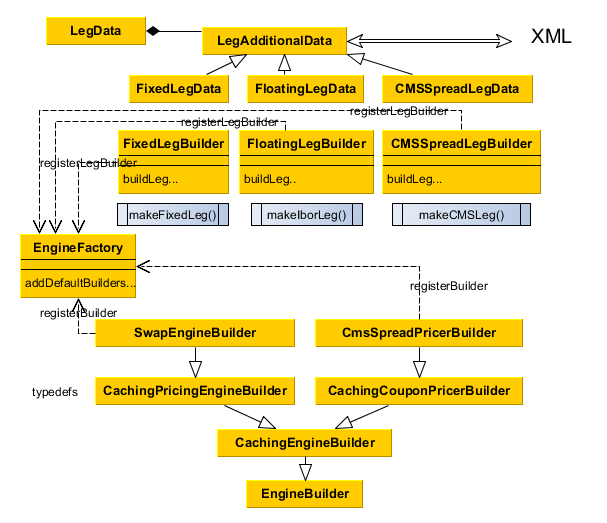 LegData
LegAdditionalData
XML
FixedLegData
FloatingLegData
CMSSpreadLegData
registerLegBuilder
registerLegBuilder
FixedLegBuilder
FloatingLegBuilder
CMSSpreadLegBuilder
registerLegBuilder
buildLeg...
buildLeg..
buildLeg...
makeFixedLeg()
makeIborLeg()
makeCMSLeg()
EngineFactory
addDefaultBuilders...
registerBuilder
registerBuilder
SwapEngineBuilder
CmsSpreadPricerBuilder
typedefs
CachingPricingEngineBuilder
CachingCouponPricerBuilder
CachingEngineBuilder
EngineBuilder